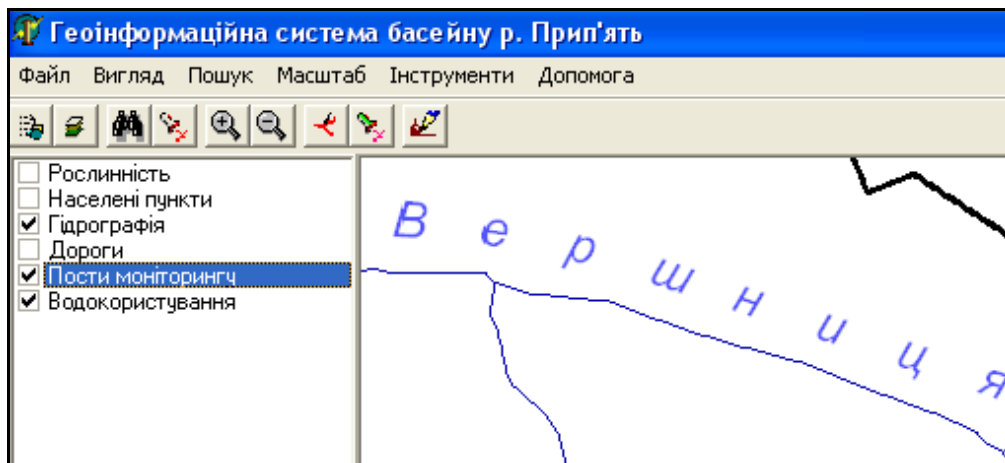 Геоінформаційна система басейну р. Прип'ять
Файл Вигляд Пошук Масштаб Інструменти Допомога
Рослинність
Населені пункти
Гідрографія
Дороги
Пости моніторингу
Водокористування
Вершниця